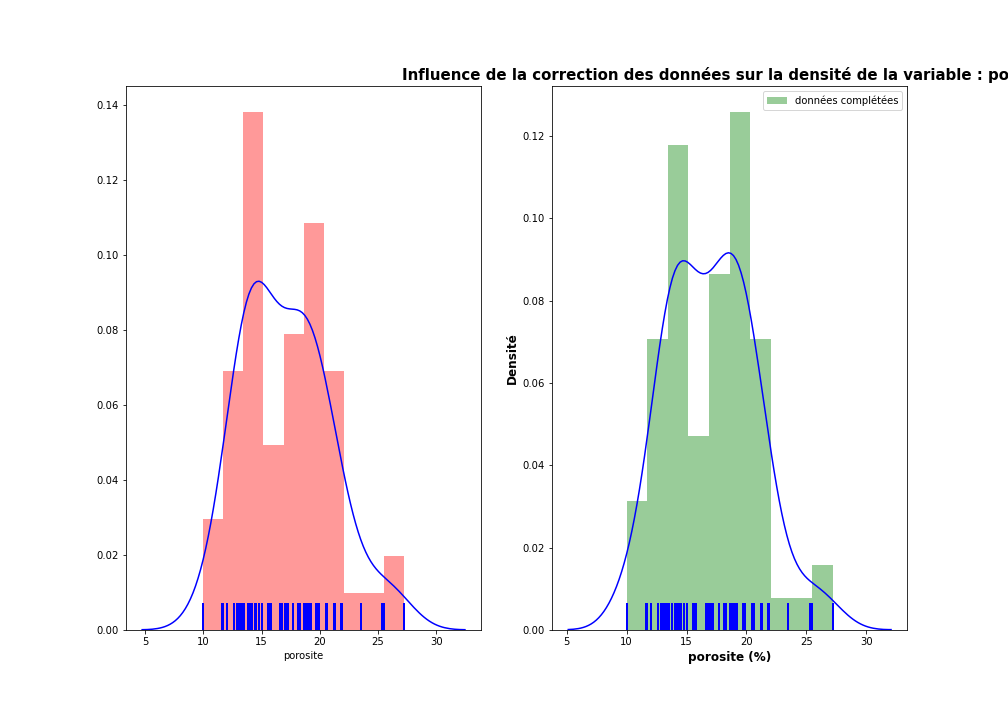 Influence de la correction des données sur la densité de la variable : po
0.14
0.12
0.10
0.08
0.06
0.04
0.02
0.00
5 10 15 20 25 30
porosite
données complétées
Densité
0.12
0.10
0.08
0.06
0.04
0.02
0.00
5 10 15 20 25 30
porosite (%)